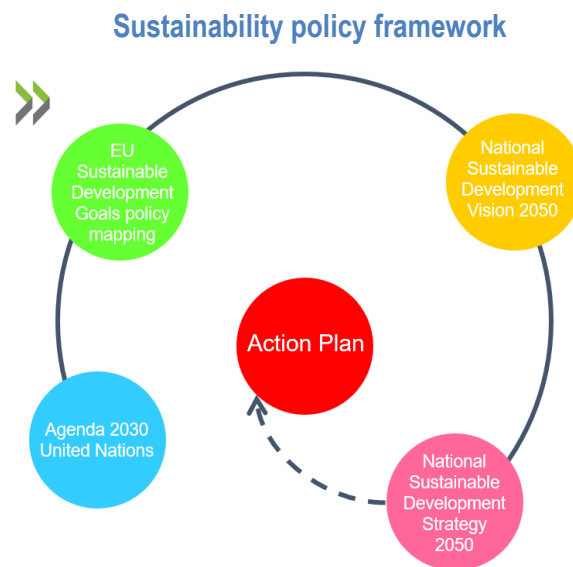 Sustainability policy framework
EU
Sustainable
Development
Goals policy
mapping
National
Sustainable
Development
Vision 2050
Action Plan
Agenda 2030
United Nations
National
Sustainable
Development
Strategy
2050